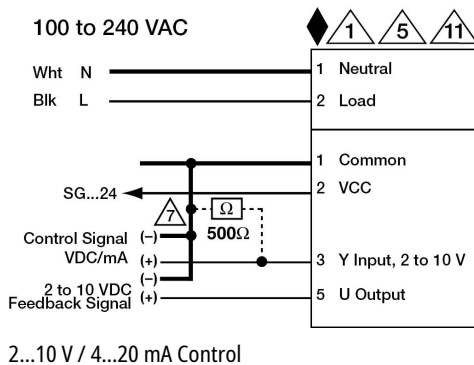 100 to 240 VAC
1 5 11
Wht N
1 Neutral
Blk L
2 Load
1 Common
SG...24
2 VCC
7
Ω
500Ω
Control Signal (–)
VDC/mA (+)
3 Y Input, 2 to 10 V
(–)
2 to 10 VDC
Feedback Signal (+)
5 U Output
2...10 V / 4...20 mA Control